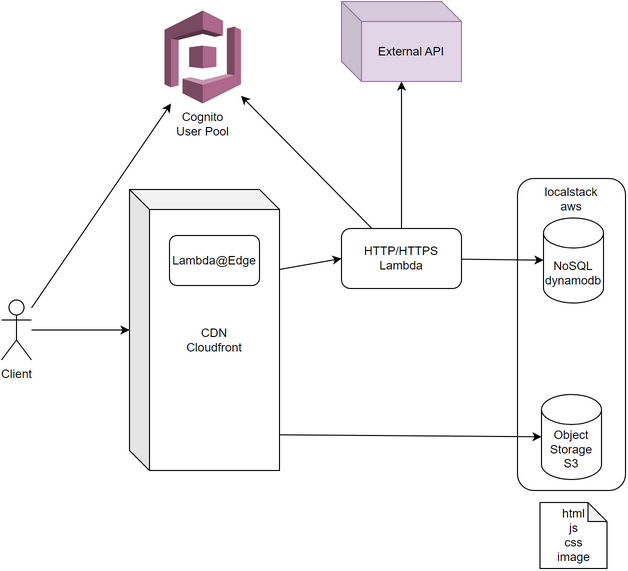 External API
Cognito
User Pool
localstack
aws
HTTP/HTTPS
Lambda
Lambda@Edge
NoSQL
dynamodb
CDN
Cloudfront
Client
Object
Storage
S3
html
js
css
image